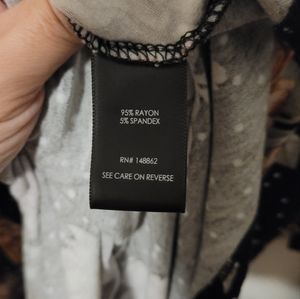 95% RAYON
5% SPANDEX
RN# 148862
SEE CARE ON REVERSE